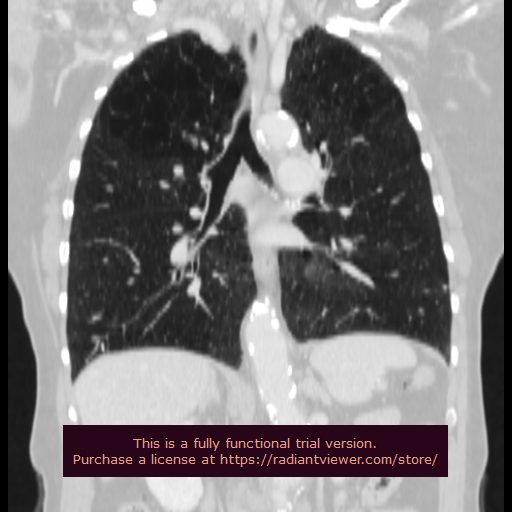 This is a fully functional trial version.
Purchase a license at https://radiantviewer.com/store/